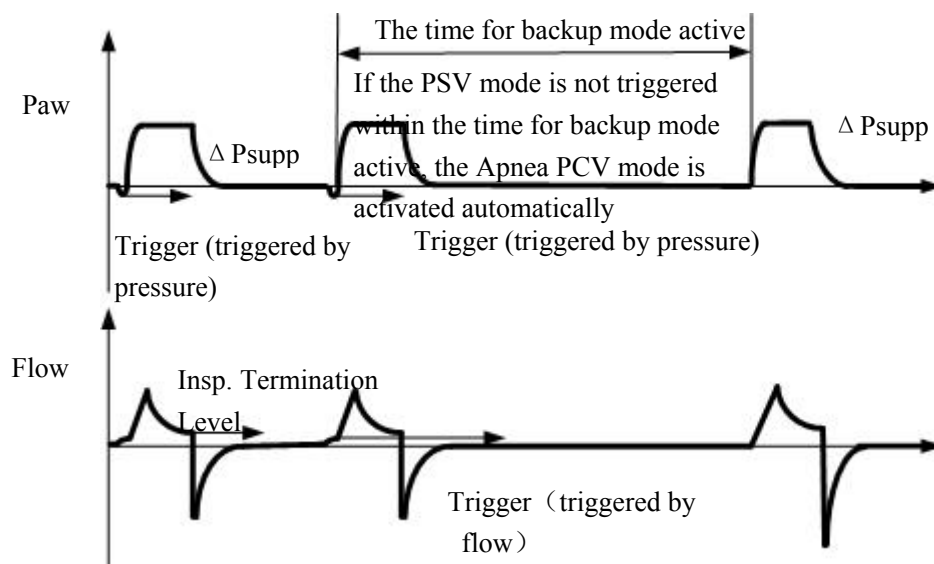 The time for backup mode active
If the PSV mode is not triggered
within the time for backup mode
active, the Apnea PCV mode is
activated automatically
Paw
Δ Psupp
Δ Psupp
Trigger (triggered by
pressure)
Trigger (triggered by pressure)
Flow
Insp. Termination
Level
Trigger（triggered by
flow）